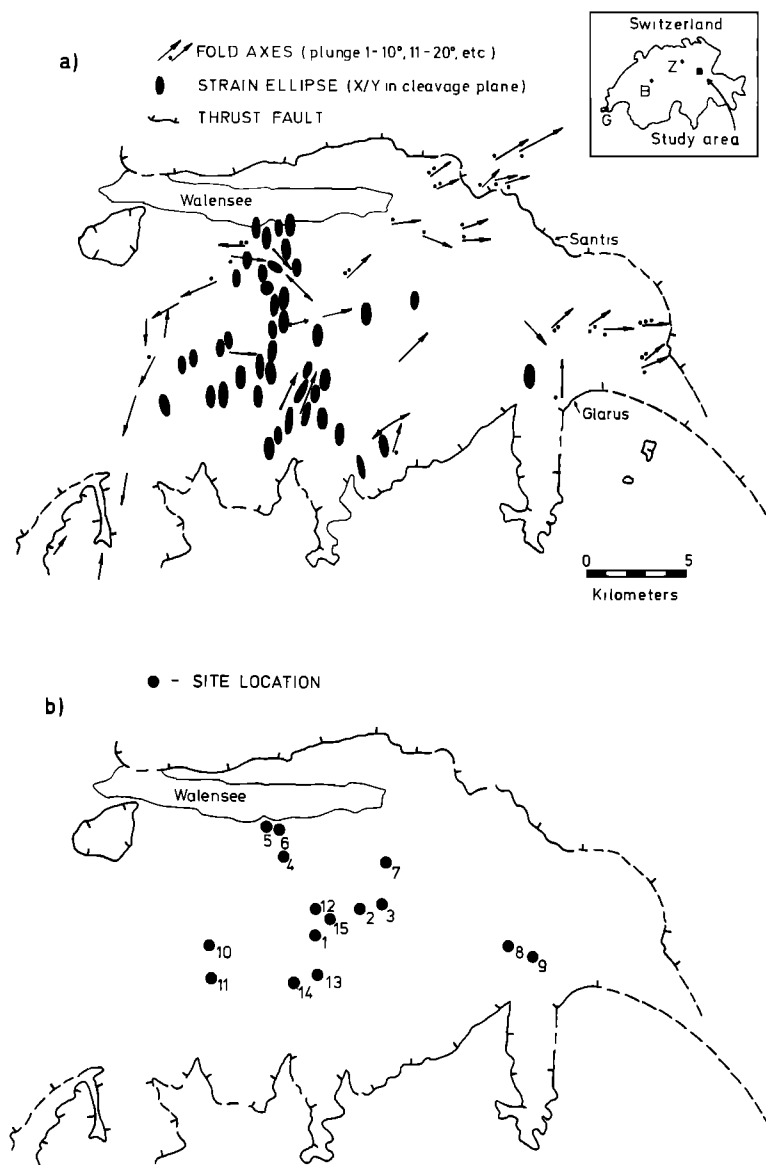 a)
FOLD AXES (plunge 1-10°, 11-20°, etc)
STRAIN ELLIPSE (X/Y in cleavage plane)
THRUST FAULT
Switzerland
Z
B
G
Study area
Walensee
Santis
Glarus
0 5
Kilometers
- SITE LOCATION
b)
Walensee
5
6
4
7
12
2
3
15
1
10
8
9
11
14
13